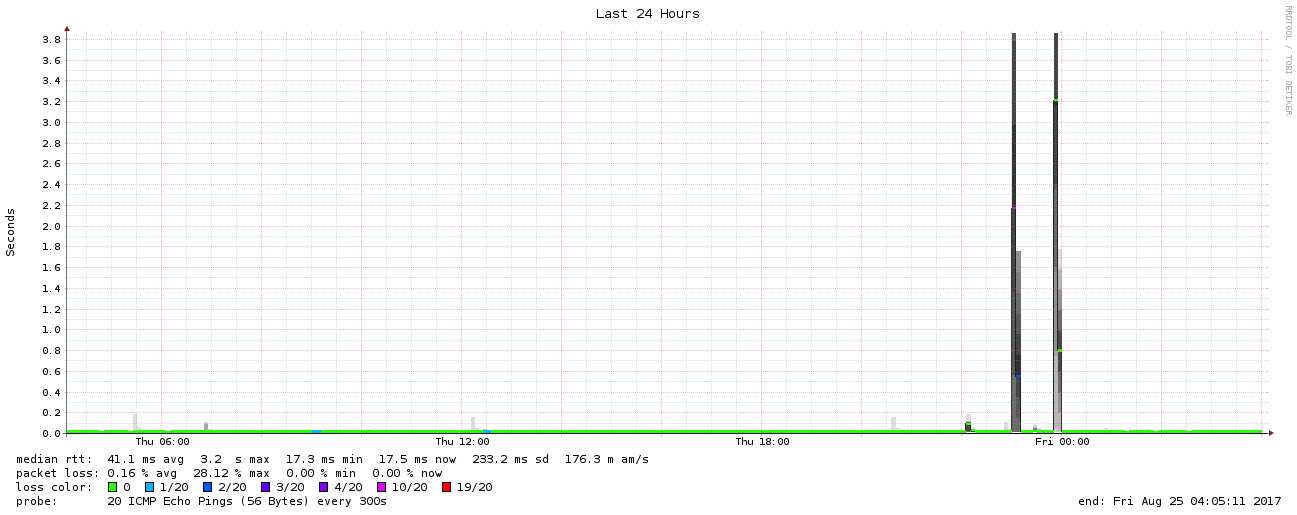 Last 24 Hours
RRDTOOL / TOBI OETIKER
Seconds
3.8
3.6
3.4
3.2
3.0
2.8
2.6
2.4
2.2
2.0
1.8
1.6
1.4
1.2
1.0
0.8
0.6
0.4
0.2
0.0
Thu 06:00 Thu 12:00 Thu 18:00 Fri 00:00
median rtt: 41.1 ms avg 3.2 s max 17.3 ms min 17.5 ms now 233.2 ms sd 176.3 m am/s
packet loss: 0.16 % avg 28.12 % max 0.00 % min 0.00 % now
loss color: 0 1/20 2/20 3/20 4/20 10/20 19/20
probe: 20 ICMP Echo Pings (56 Bytes) every 300s end: Fri Aug 25 04:05:11 2017